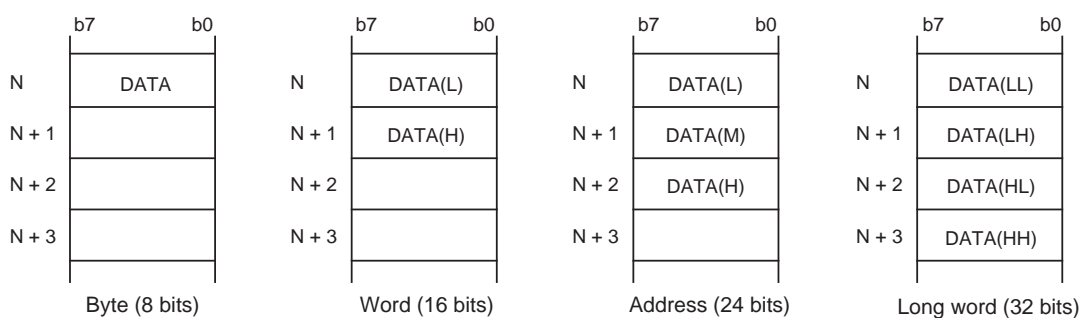 b7 b0 b7 b0 b7 b0 b7 b0
N DATA N DATA(L) N DATA(L) N DATA(LL)
N + 1 N + 1 DATA(H) N + 1 DATA(M) N + 1 DATA(LH)
N + 2 N + 2 N + 2 DATA(H) N + 2 DATA(HL)
N + 3 N + 3 N + 3 N + 3 DATA(HH)
Byte (8 bits) Word (16 bits) Address (24 bits) Long word (32 bits)